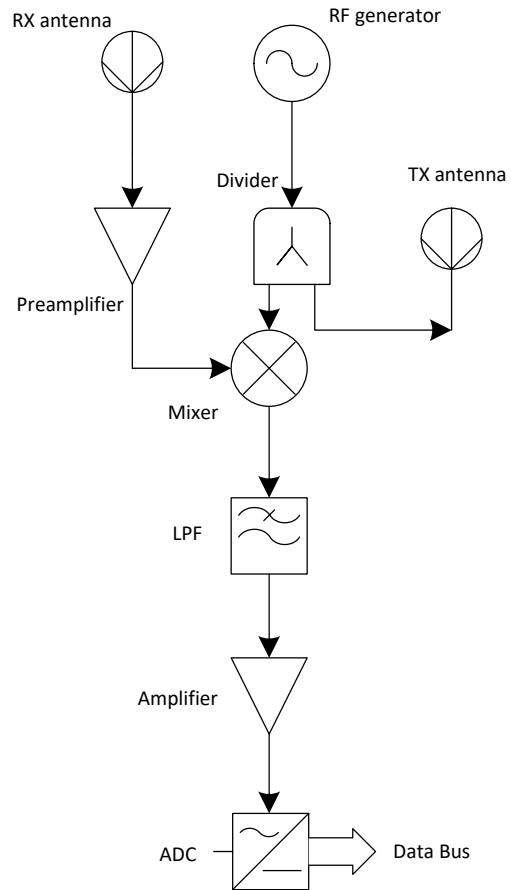 RX antenna
RF generator
Divider
TX antenna
Preamplifier
Mixer
LPF
Amplifier
ADC
Data Bus